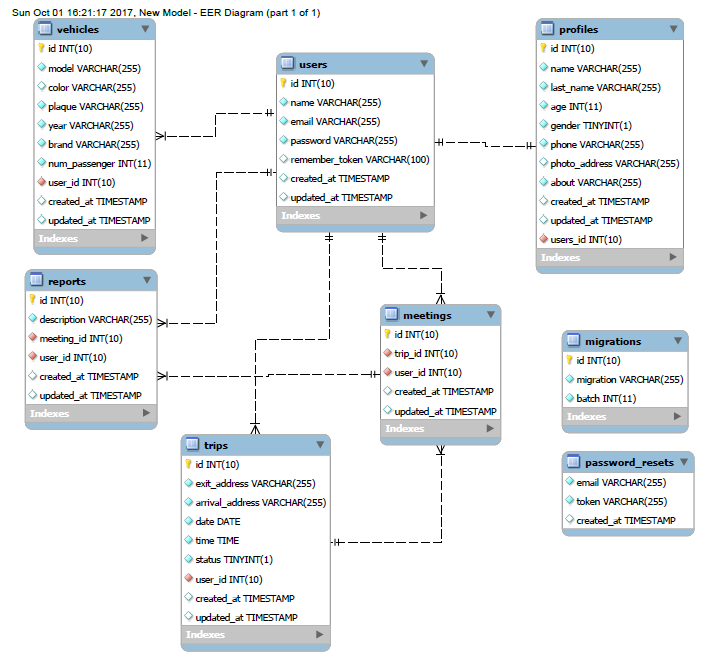 Sun Oct 01 16:21:17 2017, New Model - EER Diagram (part 1 of 1)
vehicles
id INT(10)
model VARCHAR(255)
color VARCHAR(255)
plaque VARCHAR(255)
year VARCHAR(255)
brand VARCHAR(255)
num_passenger INT(11)
user_id INT(10)
created_at TIMESTAMP
updated_at TIMESTAMP
Indexes
users
id INT(10)
name VARCHAR(255)
email VARCHAR(255)
password VARCHAR(255)
remember_token VARCHAR(100)
created_at TIMESTAMP
updated_at TIMESTAMP
Indexes
profiles
id INT(10)
name VARCHAR(255)
last_name VARCHAR(255)
age INT(11)
gender TINYINT(1)
phone VARCHAR(255)
photo_address VARCHAR(255)
about VARCHAR(255)
created_at TIMESTAMP
updated_at TIMESTAMP
users_id INT(10)
Indexes
reports
id INT(10)
description VARCHAR(255)
meeting_id INT(10)
user_id INT(10)
created_at TIMESTAMP
updated_at TIMESTAMP
Indexes
meetings
id INT(10)
trip_id INT(10)
user_id INT(10)
created_at TIMESTAMP
updated_at TIMESTAMP
Indexes
migrations
id INT(10)
migration VARCHAR(255)
batch INT(11)
Indexes
trips
id INT(10)
exit_address VARCHAR(255)
arrival_address VARCHAR(255)
date DATE
time TIME
status TINYINT(1)
user_id INT(10)
created_at TIMESTAMP
updated_at TIMESTAMP
Indexes
password_resets
email VARCHAR(255)
token VARCHAR(255)
created_at TIMESTAMP